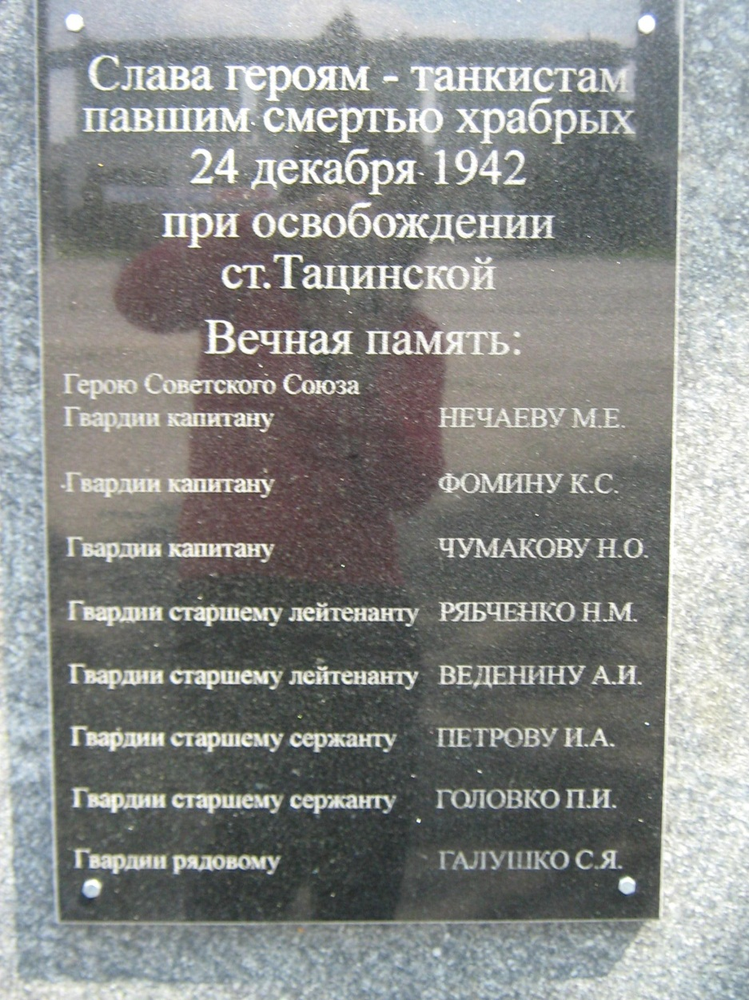 Слава героям - танкистам
павшим смертью храбрых
24 декабря 1942
при освобождении
ст.Тацинской
Вечная память:
Герою Советского Союза
Гвардии капитану НЕЧАЕВУ М.Е.
Гвардии капитану ФОМИНУ К.С.
Гвардии капитану ЧУМАКОВУ Н.О.
Гвардии старшему лейтенанту РЯБЧЕНКО Н.М.
Гвардии старшему лейтенанту ВЕДЕНИНУ А.И.
Гвардии старшему сержанту ПЕТРОВУ И.А.
Гвардии старшему сержанту ГОЛОВКО П.И.
Гвардии рядовому ГАЛУШКО С.Я.